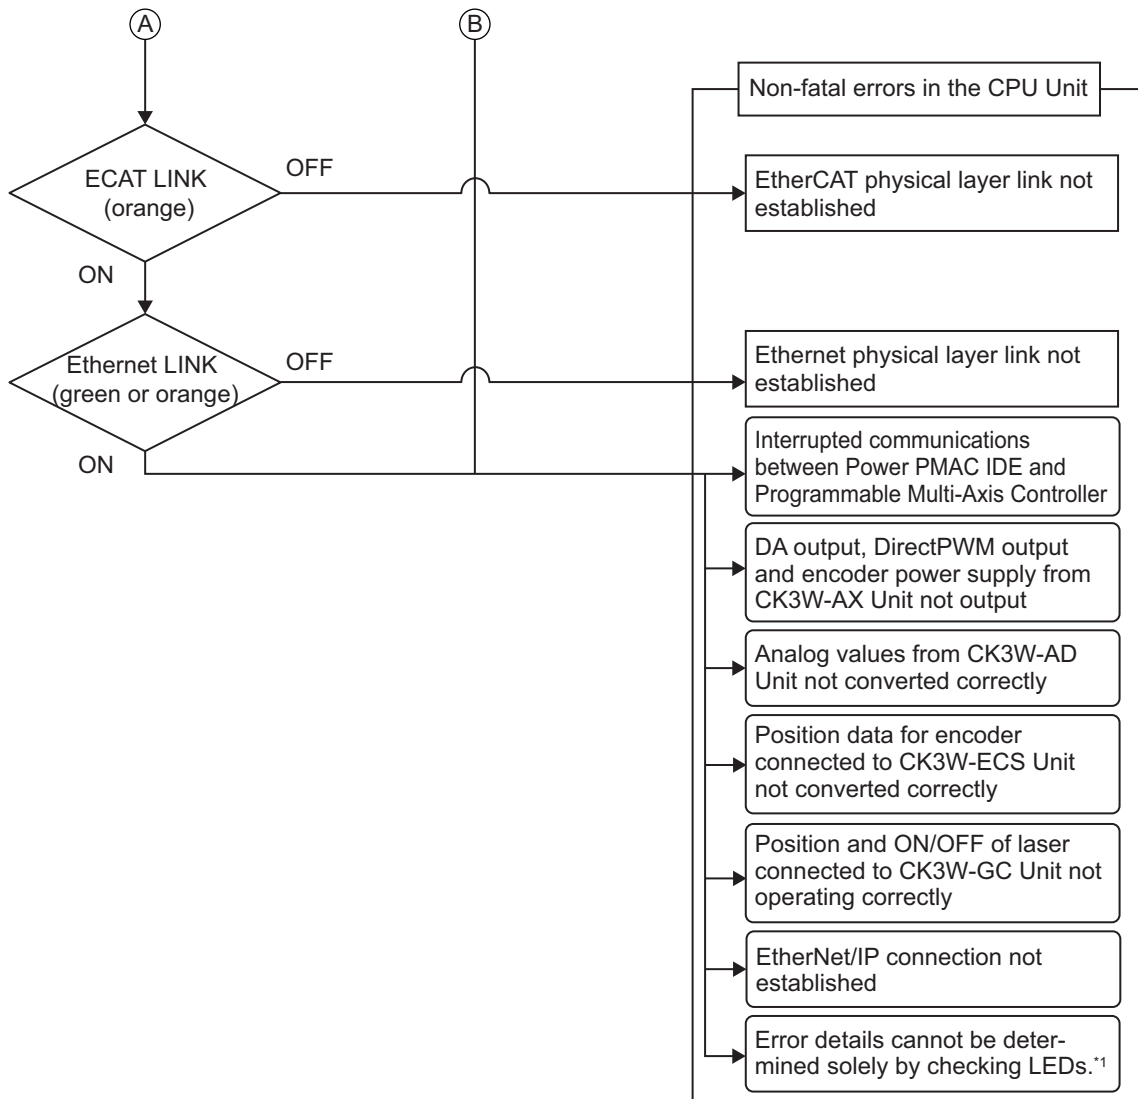 A
B
Non-fatal errors in the CPU Unit
ECAT LINK
(orange)
OFF
EtherCAT physical layer link not
established
ON
Ethernet LINK
(green or orange)
OFF
Ethernet physical layer link not
established
ON
Interrupted communications
between Power PMAC IDE and
Programmable Multi-Axis Controller
DA output, DirectPWM output
and encoder power supply from
CK3W-AX Unit not output
Analog values from CK3W-AD
Unit not converted correctly
Position data for encoder
connected to CK3W-ECS Unit
not converted correctly
Position and ON/OFF of laser
connected to CK3W-GC Unit not
operating correctly
EtherNet/IP connection not
established
Error details cannot be deter-
mined solely by checking LEDs.*1